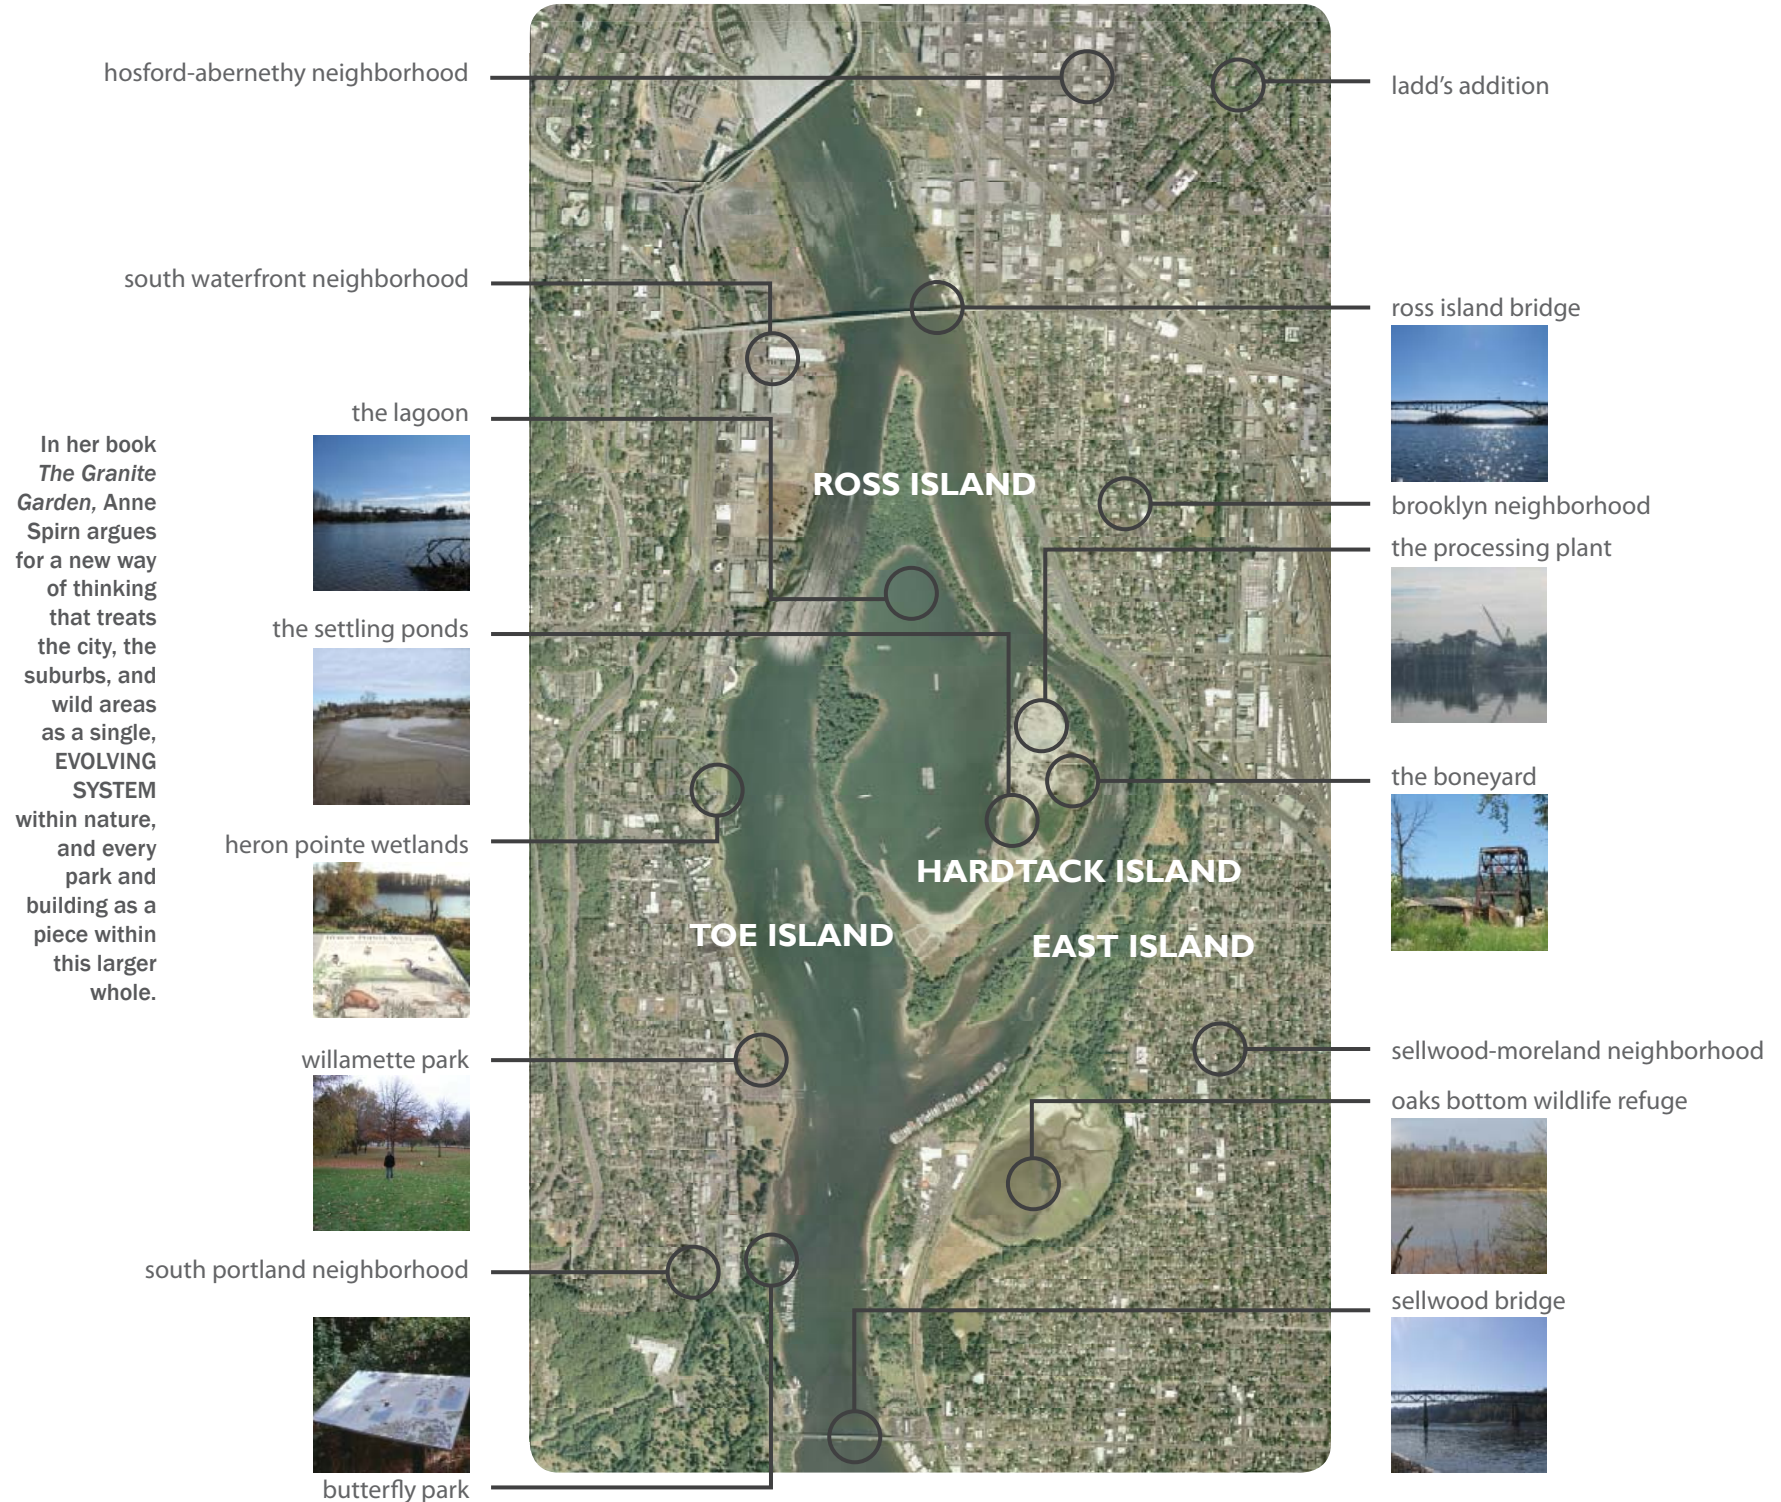 hosford-abernethy neighborhood
south waterfront neighborhood
the lagoon
In her book
The Granite
Garden, Anne
Spirn argues
for a new way
of thinking
that treats
the city, the
suburbs, and
wild areas
as a single,
EVOLVING
SYSTEM
within nature,
and every
park and
building as a
piece within
this larger
whole.
the settling ponds
heron pointe wetlands
HERON POINTE WETLANDS
willamette park
south portland neighborhood
butterfly park
ROSS ISLAND
HARDTACK ISLAND
TOE ISLAND
EAST ISLAND
ladd's addition
ross island bridge
brooklyn neighborhood
the processing plant
the boneyard
sellwood-moreland neighborhood
oaks bottom wildlife refuge
sellwood bridge